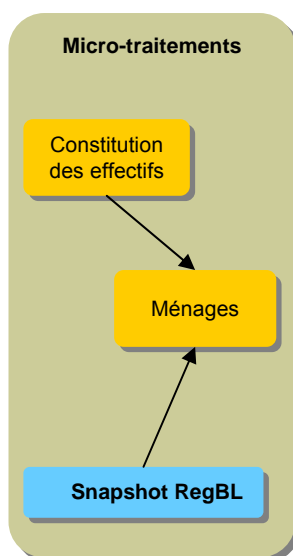 Micro-traitements
Constitution
des effectifs
Ménages
Snapshot RegBL